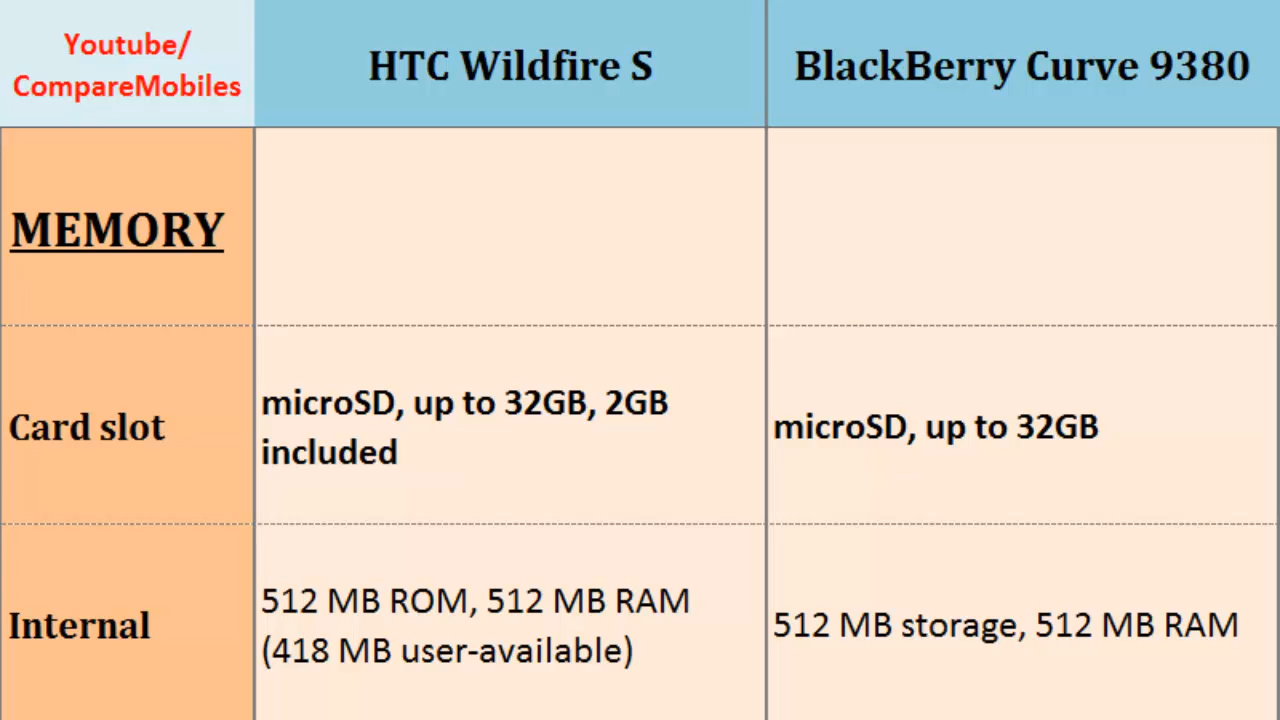 Youtube/
CompareMobiles
HTC Wildfire S
BlackBerry Curve 9380
MEMORY
Card slot
microSD, up to 32GB, 2GB
included
microSD, up to 32GB
Internal
512 MB ROM, 512 MB RAM
(418 MB user-available)
512 MB storage, 512 MB RAM